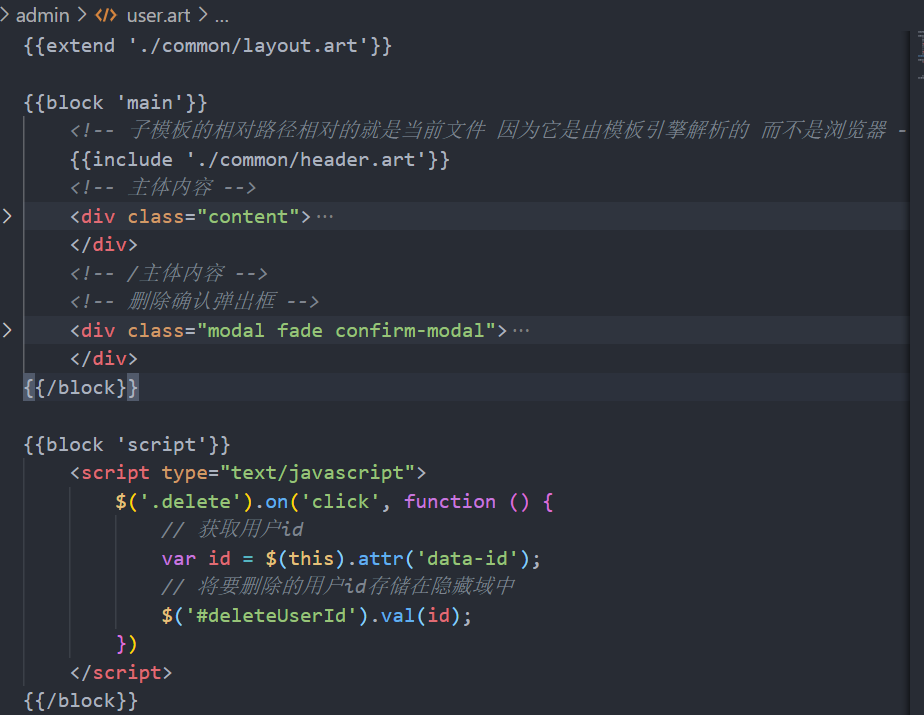 admin > user.art > ...
{{extend './common/layout.art'}}
{{block 'main'}}
<!-- 子模板的相对路径相对的就是当前文件 因为它是由模板引擎解析的 而不是浏览器 -
{{include './common/header.art'}}
<!-- 主体内容 -->
<div class="content">···
</div>
<!-- /主体内容 -->
<!-- 删除确认弹出框 -->
<div class="modal fade confirm-modal">···
</div>
{{/block}}
{{block 'script'}}
<script type="text/javascript">
$('.delete').on('click', function () {
// 获取用户id
var id = $(this).attr('data-id');
// 将要删除的用户id存储在隐藏域中
$('#deleteUserId').val(id);
})
</script>
{{/block}}